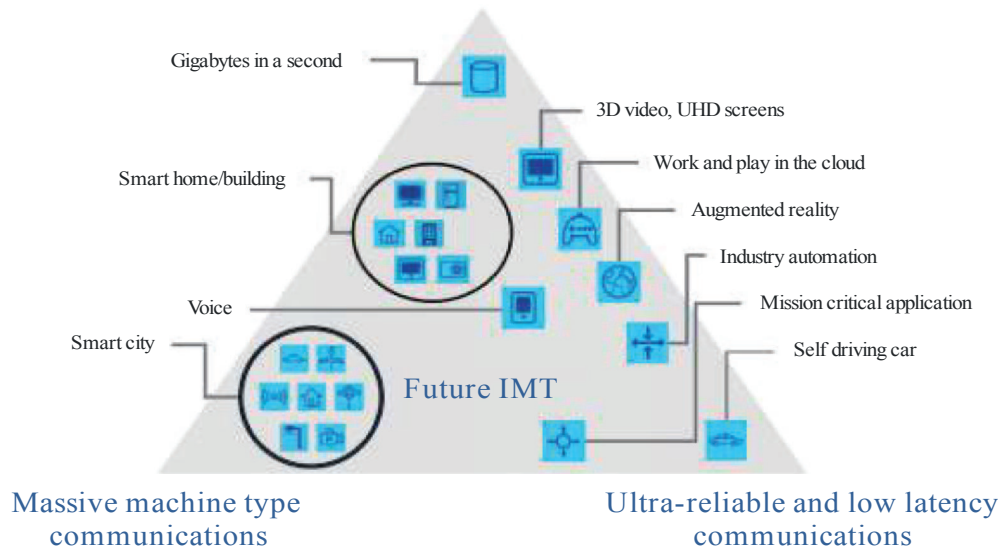 Gigabytes in a second
3D video, UHD screens
Work and play in the cloud
Smart home/building
Augmented reality
Industry automation
Voice
Mission critical application
Smart city
Self driving car
Future IMT
Massive machine type
communications
Ultra-reliable and low latency
communications